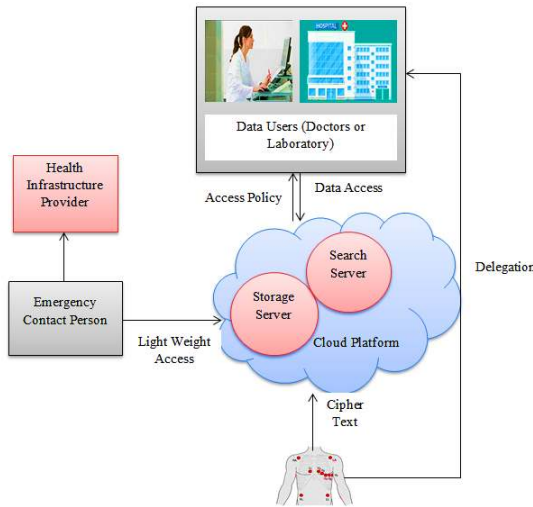 HOSPITAL
Data Users (Doctors or
Laboratory)
Health
Infrastructure
Provider
Access Policy
Data Access
Search
Server
Delegation
Emergency
Contact Person
Storage
Server
Light Weight
Access
Cloud Platform
Cipher
Text